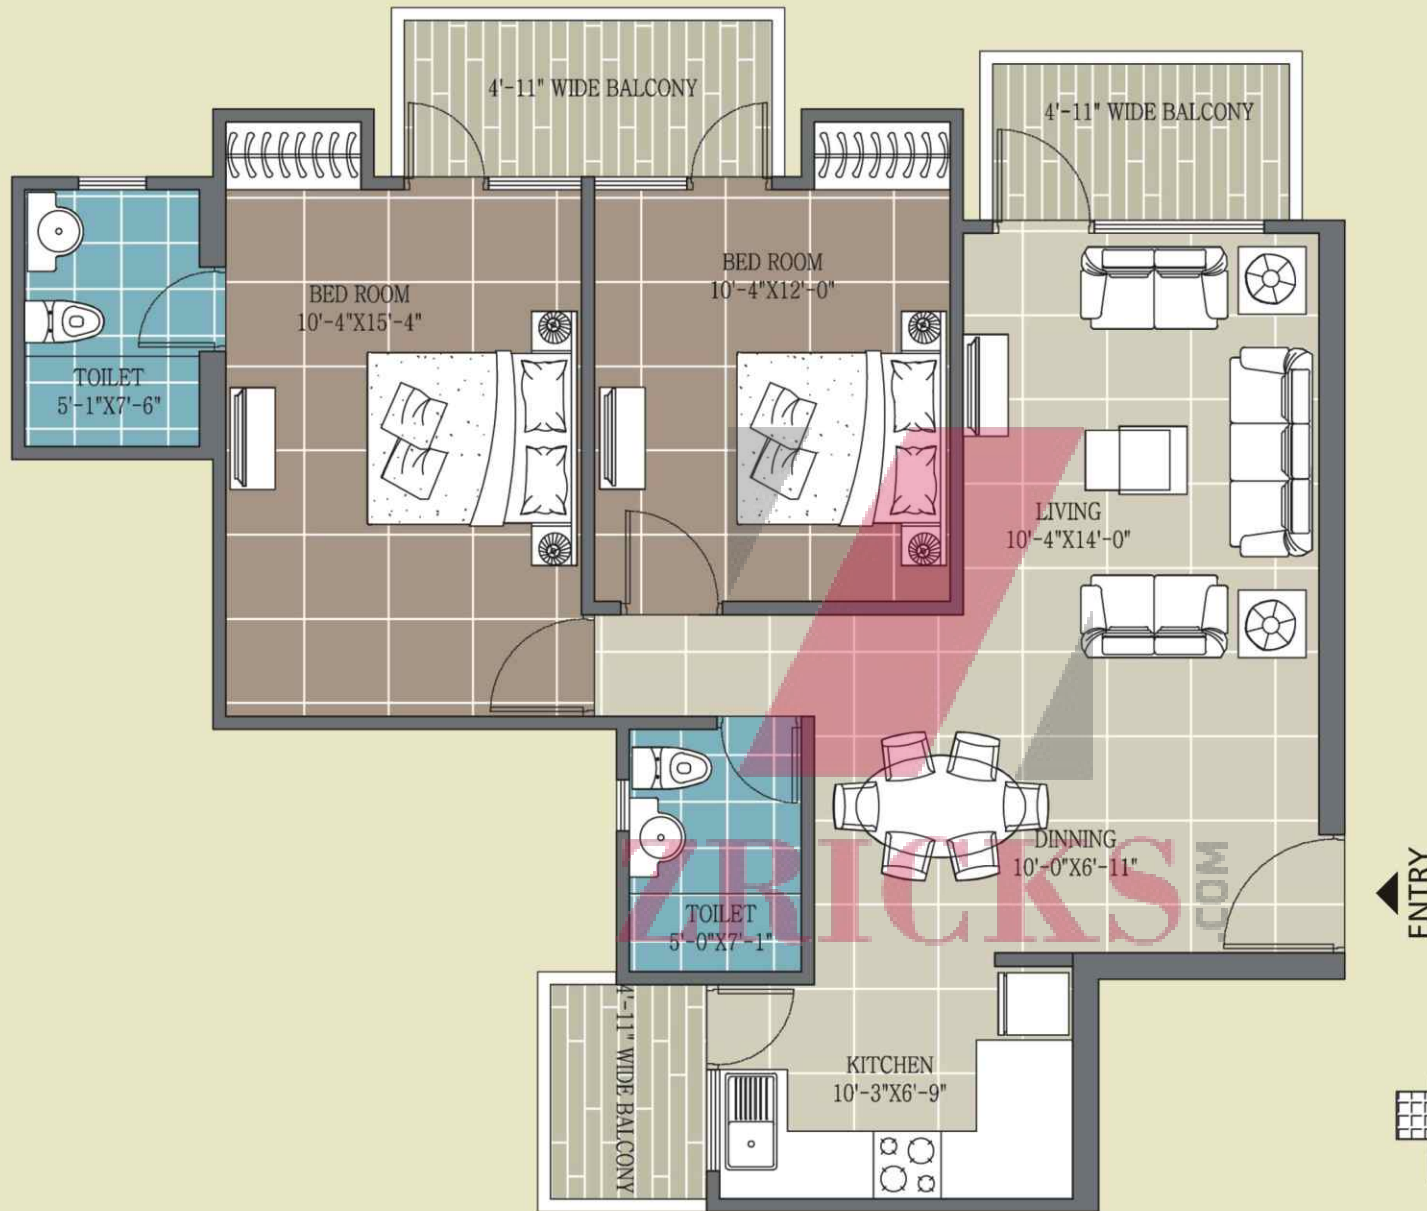 4'-11" WIDE BALCONY
4'-11" WIDE BALCONY
BED ROOM
10'-4"X12'-0"
BED ROOM
10'-4"X15'-4"
TOILET
5'-1"X7'-6"
LIVING
10'-4"X14'-0"
DINNING
10'-0"X6'-11"
ENTRY
ZRICKS
.COM
TOILET
5'-0"X7'-1"
4'-11" WIDE BALCONY
KITCHEN
10'-3"X6'-9"